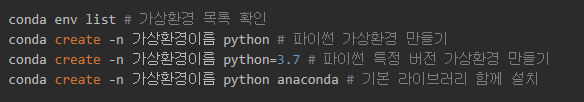 conda env list # 가상환경 목록 확인
conda create -n 가상환경이름 python # 파이썬 가상환경 만들기
conda create -n 가상환경이름 python=3.7 # 파이썬 특정 버전 가상환경 만들기
conda create -n 가상환경이름 python anaconda # 기본 라이브러리 함께 설치